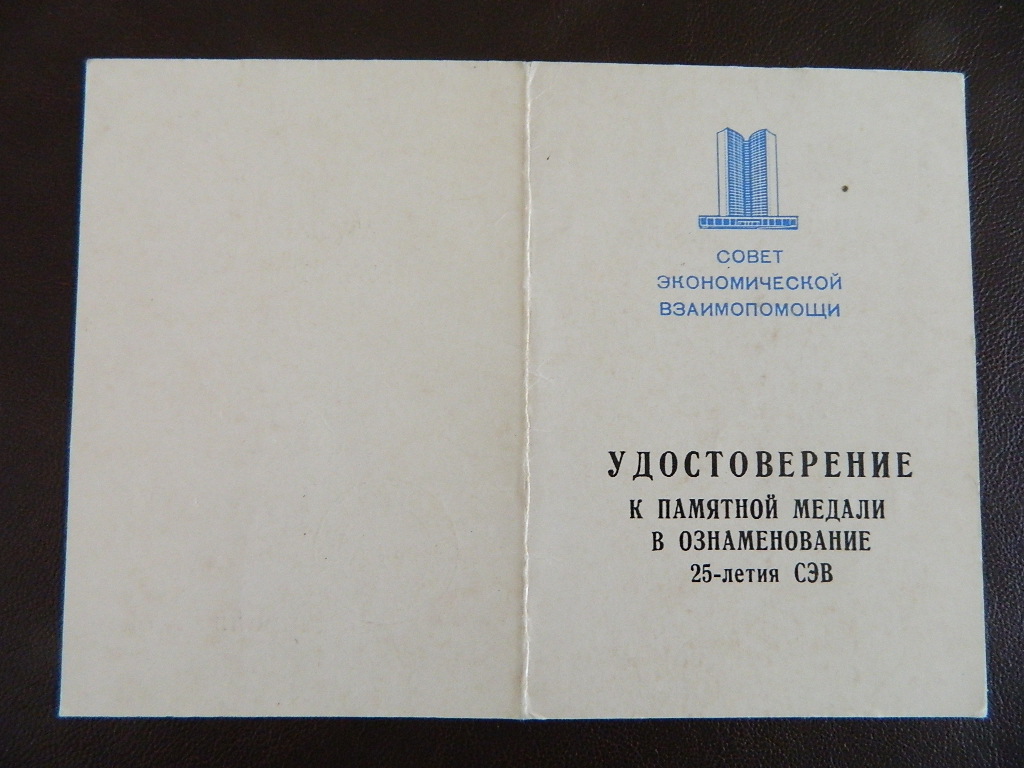 СОВЕТ
ЭКОНОМИЧЕСКОЙ
ВЗАИМОПОМОЩИ
УДОСТОВЕРЕНИЕ
К ПАМЯТНОЙ МЕДАЛИ
В ОЗНАМЕНОВАНИЕ
25-летия СЭВ